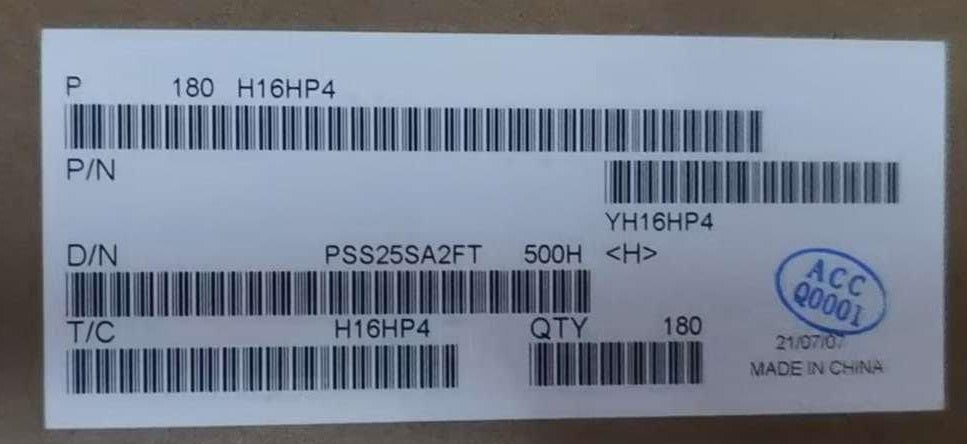 P 180 H16HP4
P/N
YH16HP4
D/N PSS25SA2FT 500H <H>
T/C H16HP4 QTY 180
ACC
Q0001
21/07/07
MADE IN CHINA